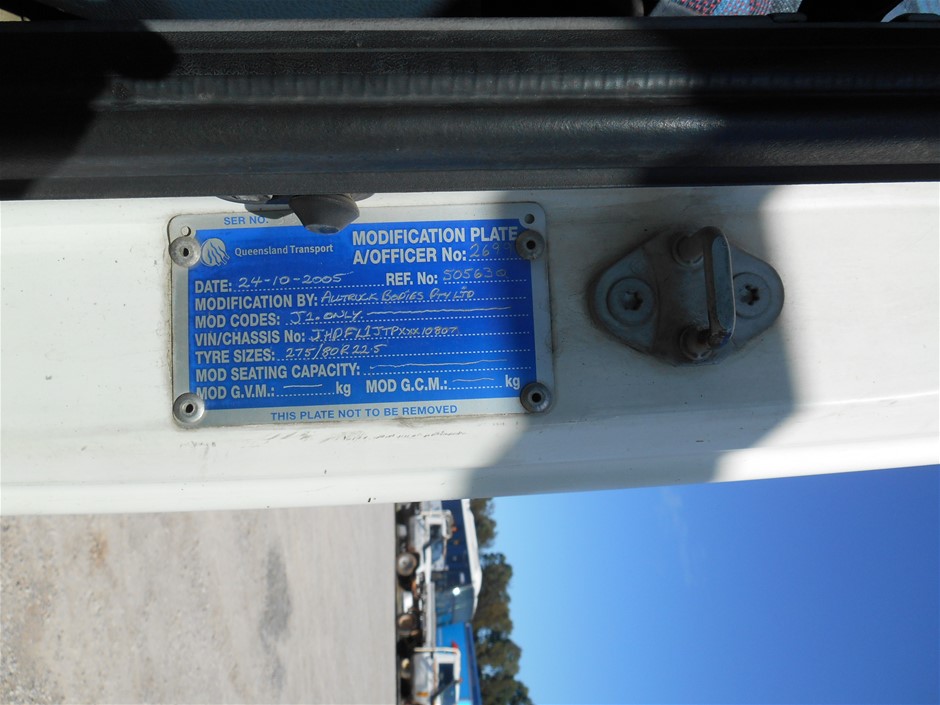 SER NO.
Queensland Transport
MODIFICATION PLATE
A/OFFICER No:
DATE: 24-10-2005 REF. No: 505630
MODIFICATION BY: ALLTRUCK BODIES PTY LTD
MOD CODES: J1. ONLY
VIN/CHASSIS No: JHDFL1JTPXXX10807
TYRE SIZES: 275/80R22.5
MOD SEATING CAPACITY:
MOD G.V.M.: — kg MOD G.C.M.: — kg
THIS PLATE NOT TO BE REMOVED